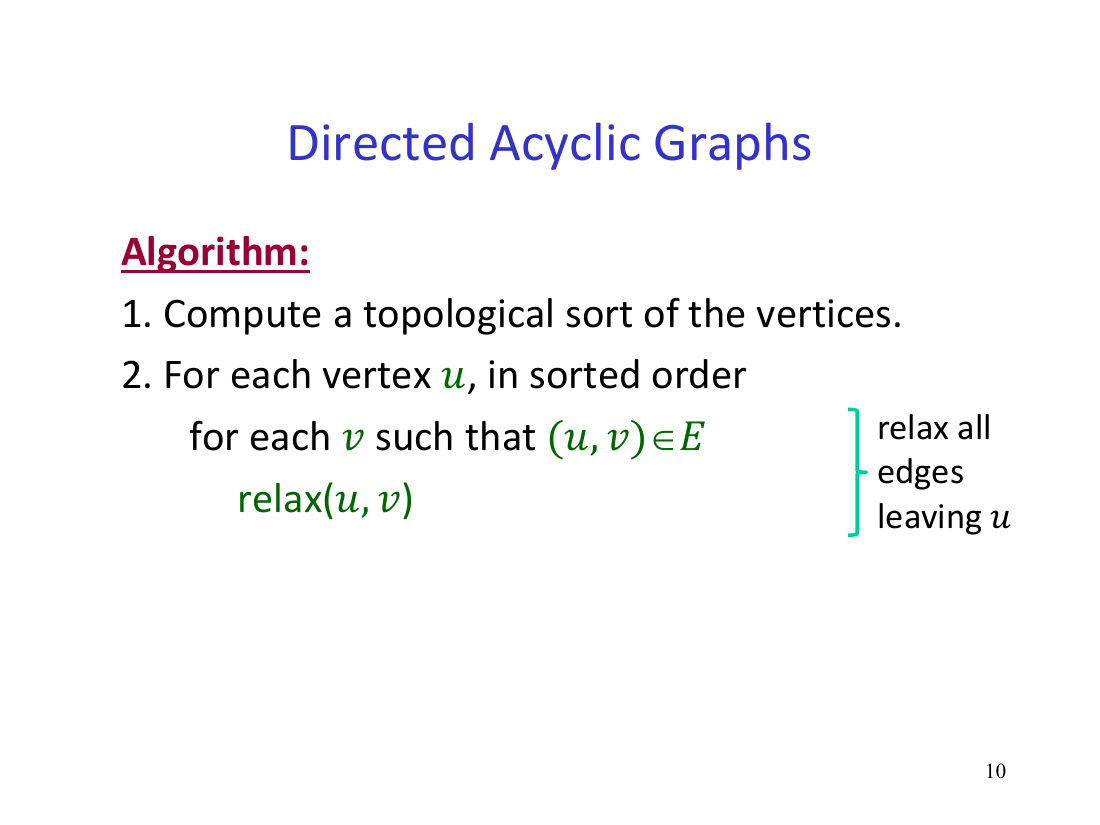 Directed Acyclic Graphs
Algorithm:
1. Compute a topological sort of the vertices.
2. For each vertex 𝑢, in sorted order
for each 𝑣 such that (𝑢, 𝑣)∈𝐸
relax(𝑢, 𝑣)
relax all
edges
leaving 𝑢
10